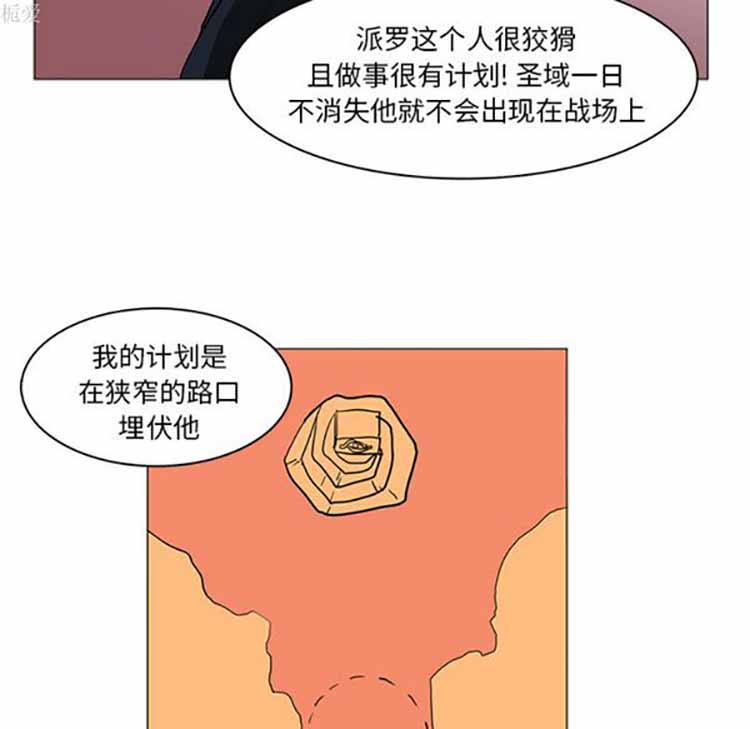 栀爱
派罗这个人很狡猾
且做事很有计划! 圣域一日
不消失他就不会出现在战场上
我的计划是
在狭窄的路口
埋伏他